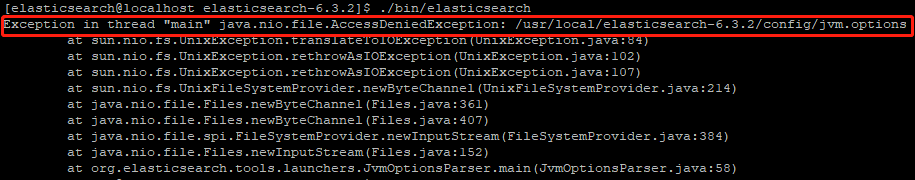 [elasticsearch@localhost elasticsearch-6.3.2]$ ./bin/elasticsearch
Exception in thread "main" java.nio.file.AccessDeniedException: /usr/local/elasticsearch-6.3.2/config/jvm.options
at sun.nio.fs.UnixException.translateToIOException(UnixException.java:84)
at sun.nio.fs.UnixException.rethrowAsIOException(UnixException.java:102)
at sun.nio.fs.UnixException.rethrowAsIOException(UnixException.java:107)
at sun.nio.fs.UnixFileSystemProvider.newByteChannel(UnixFileSystemProvider.java:214)
at java.nio.file.Files.newByteChannel(Files.java:361)
at java.nio.file.Files.newByteChannel(Files.java:407)
at java.nio.file.spi.FileSystemProvider.newInputStream(FileSystemProvider.java:384)
at java.nio.file.Files.newInputStream(Files.java:152)
at org.elasticsearch.tools.launchers.JvmOptionsParser.main(JvmOptionsParser.java:58)